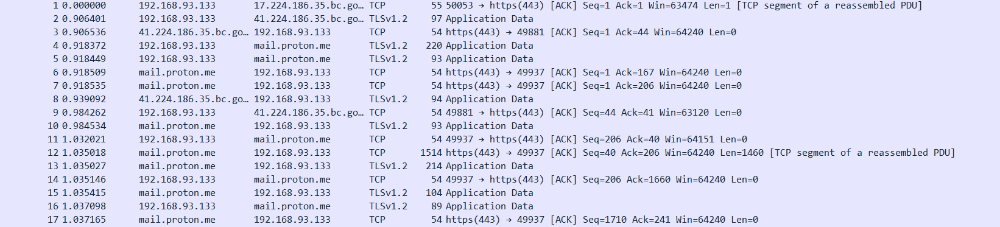 1 0.000000 192.168.93.133 17.224.186.35.bc.go… TCP 55 50053 → https(443) [ACK] Seq=1 Ack=1 Win=63474 Len=1 [TCP segment of a reassembled PDU]
2 0.906401 192.168.93.133 41.224.186.35.bc.go… TLSv1.2 97 Application Data
3 0.906536 41.224.186.35.bc.go… 192.168.93.133 TCP 54 https(443) → 49881 [ACK] Seq=1 Ack=44 Win=64240 Len=0
4 0.918372 192.168.93.133 mail.proton.me TLSv1.2 220 Application Data
5 0.918449 192.168.93.133 mail.proton.me TLSv1.2 93 Application Data
6 0.918509 mail.proton.me 192.168.93.133 TCP 54 https(443) → 49937 [ACK] Seq=1 Ack=167 Win=64240 Len=0
7 0.918535 mail.proton.me 192.168.93.133 TCP 54 https(443) → 49937 [ACK] Seq=1 Ack=206 Win=64240 Len=0
8 0.939092 41.224.186.35.bc.go… 192.168.93.133 TLSv1.2 94 Application Data
9 0.984262 192.168.93.133 41.224.186.35.bc.go… TCP 54 49881 → https(443) [ACK] Seq=44 Ack=41 Win=63120 Len=0
10 0.984534 mail.proton.me 192.168.93.133 TLSv1.2 93 Application Data
11 1.032021 192.168.93.133 mail.proton.me TCP 54 49937 → https(443) [ACK] Seq=206 Ack=40 Win=64151 Len=0
12 1.035018 mail.proton.me 192.168.93.133 TCP 1514 https(443) → 49937 [ACK] Seq=40 Ack=206 Win=64240 Len=1460 [TCP segment of a reassembled PDU]
13 1.035027 mail.proton.me 192.168.93.133 TLSv1.2 214 Application Data
14 1.035146 192.168.93.133 mail.proton.me TCP 54 49937 → https(443) [ACK] Seq=206 Ack=1660 Win=64240 Len=0
15 1.035415 mail.proton.me 192.168.93.133 TLSv1.2 104 Application Data
16 1.037098 192.168.93.133 mail.proton.me TLSv1.2 89 Application Data
17 1.037165 mail.proton.me 192.168.93.133 TCP 54 https(443) → 49937 [ACK] Seq=1710 Ack=241 Win=64240 Len=0